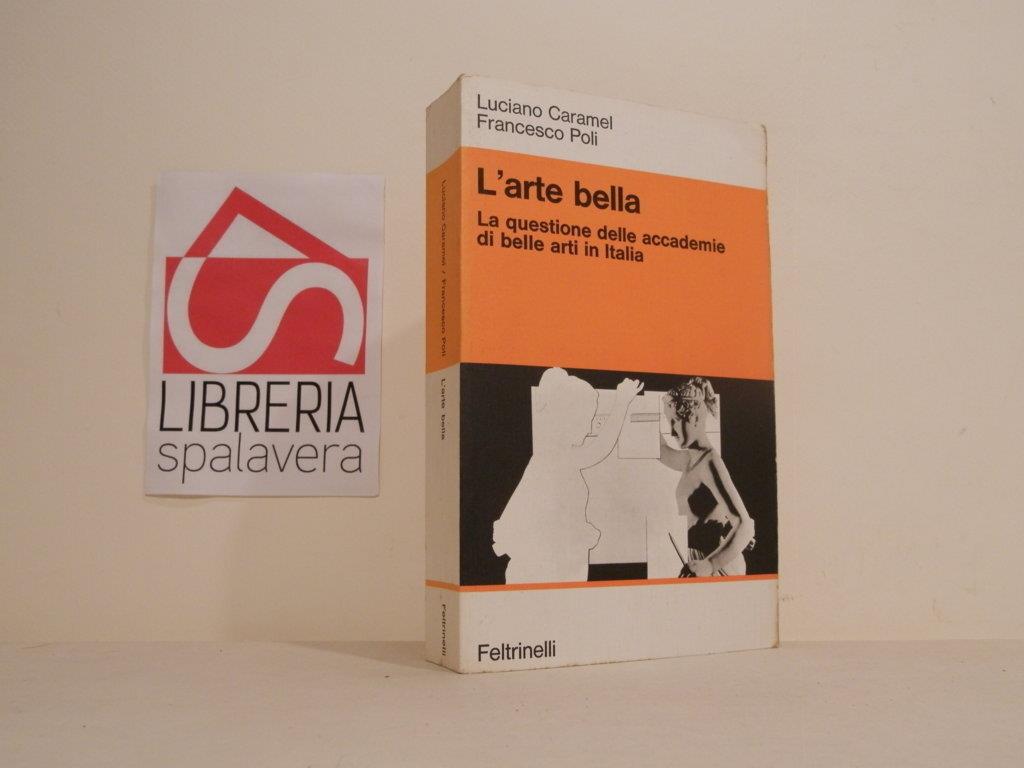 LIBRERIA
spalavera
Luciano Caramel
Francesco Poli
L'arte bella
La questione delle accademie
di belle arti in Italia
Feltrinelli
Luciano Caramel / Francesco Poli L'arte bella Feltrinelli